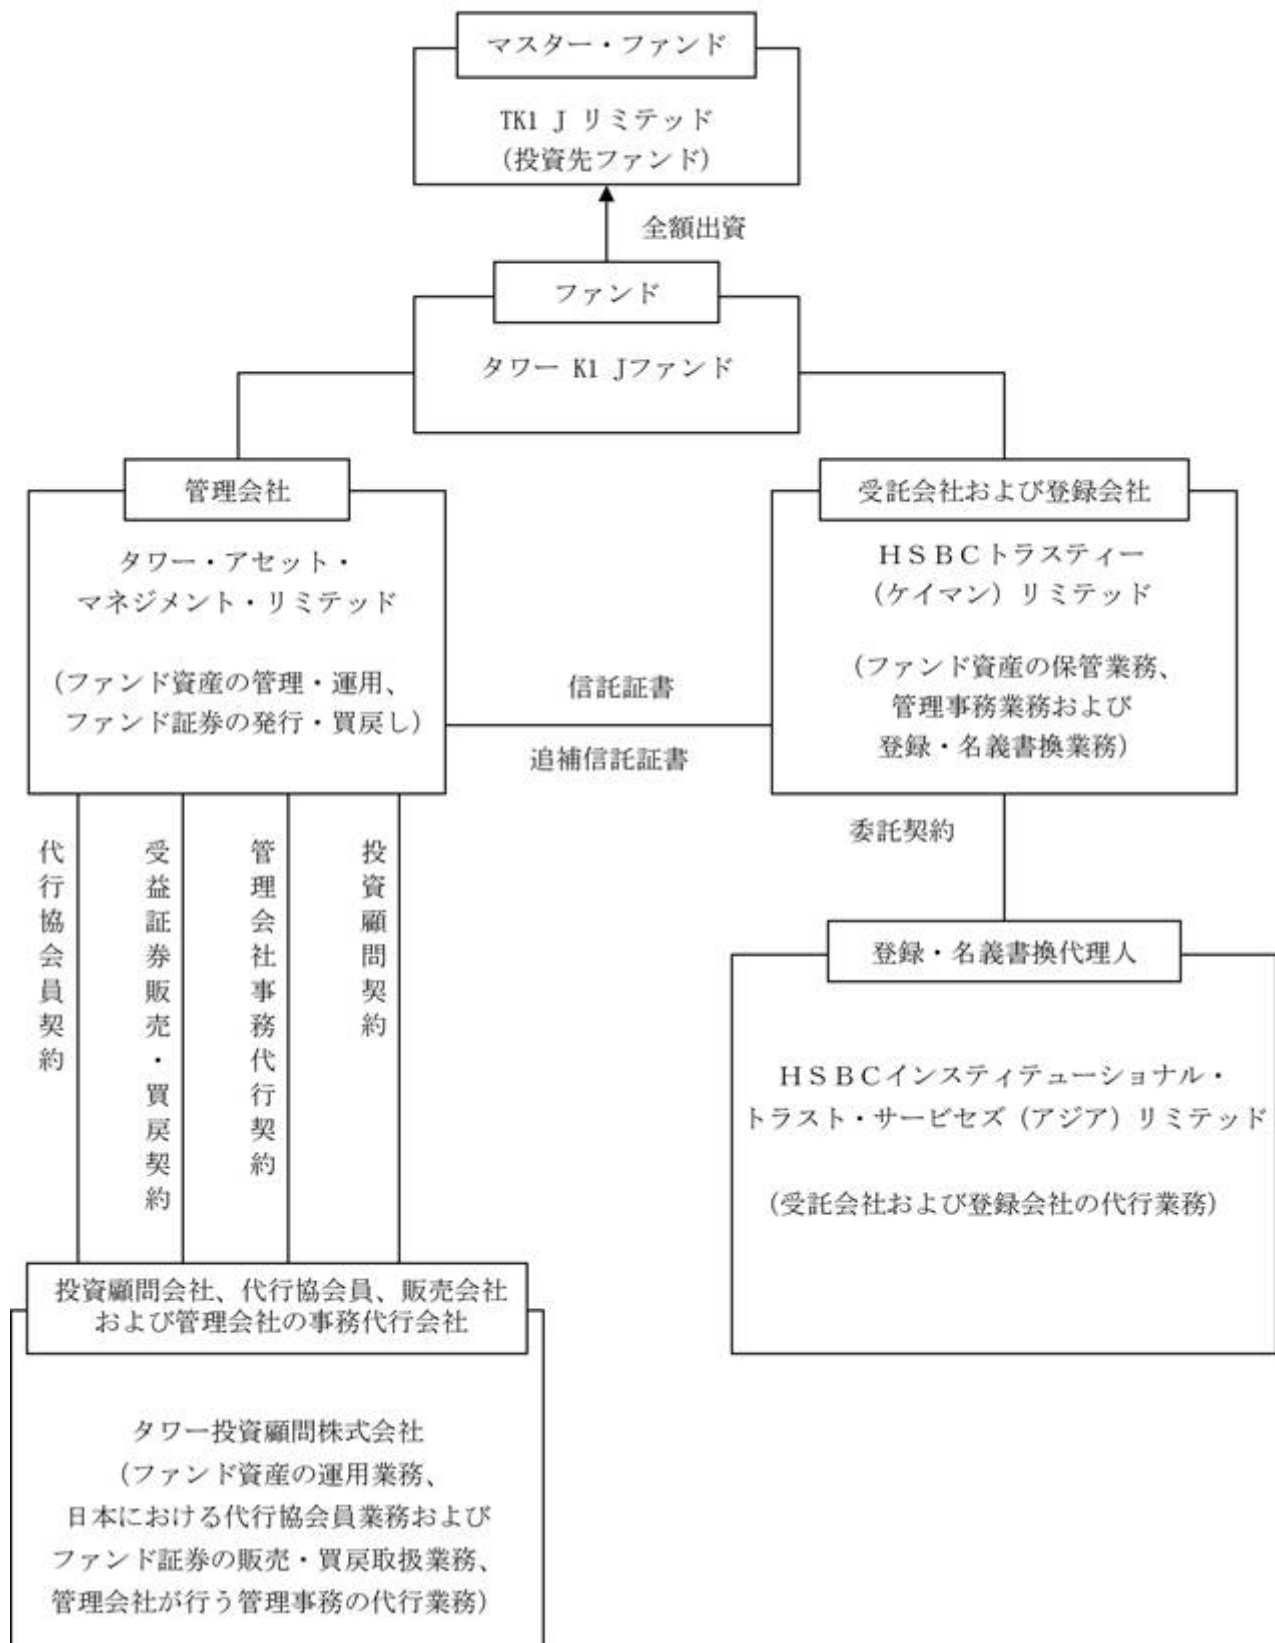 マスター・ファンド
TK1 J リミテッド
(投資先ファンド)
全額出資
ファンド
タワー K1 Jファンド
管理会社
タワー・アセット・
マネジメント・リミテッド
(ファンド資産の管理・運用、
ファンド証券の発行・買戻し)
受託会社および登録会社
HSBCトラスティー
(ケイマン) リミテッド
(ファンド資産の保管業務、
管理事務業務および
登録・名義書換業務)
信託証書
追補信託証書
代行協会員契約
受益証券販売・買戻契約
管理会社事務代行契約
投資顧問契約
委託契約
登録・名義書換代理人
HSBCインスティテューショナル・
トラスト・サービセズ (アジア) リミテッド
(受託会社および登録会社の代行業務)
投資顧問会社、代行協会員、販売会社
および管理会社の事務代行会社
タワー投資顧問株式会社
(ファンド資産の運用業務、
日本における代行協会員業務および
ファンド証券の販売・買戻取扱業務、
管理会社が行う管理事務の代行業務)